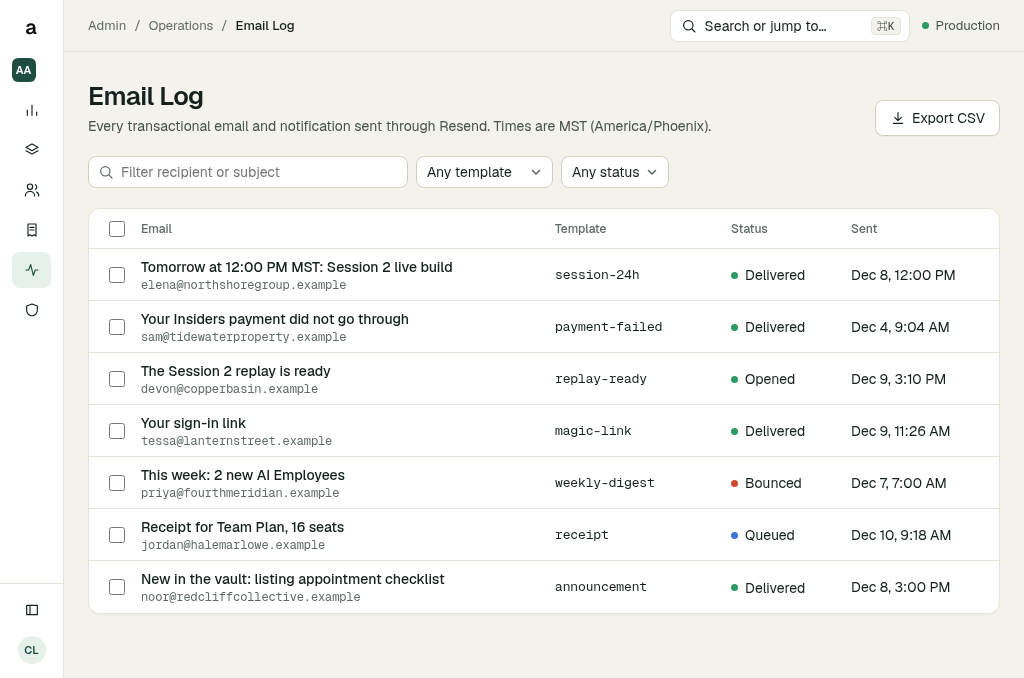 a
Admin / Operations / Email Log
Search or jump to... ⌘K
Production
AA
Email Log
Every transactional email and notification sent through Resend. Times are MST (America/Phoenix).
Export CSV
Filter recipient or subject
Any template
Any status
Email Template Status Sent
Tomorrow at 12:00 PM MST: Session 2 live build
elena@northshoregroup.example
session-24h Delivered Dec 8, 12:00 PM
Your Insiders payment did not go through
sam@tidewaterproperty.example
payment-failed Delivered Dec 4, 9:04 AM
The Session 2 replay is ready
devon@copperbasin.example
replay-ready Opened Dec 9, 3:10 PM
Your sign-in link
tessa@lanternstreet.example
magic-link Delivered Dec 9, 11:26 AM
This week: 2 new AI Employees
priya@fourthmeridian.example
weekly-digest Bounced Dec 7, 7:00 AM
Receipt for Team Plan, 16 seats
jordan@halemarlowe.example
receipt Queued Dec 10, 9:18 AM
New in the vault: listing appointment checklist
noor@redcliffcollective.example
announcement Delivered Dec 8, 3:00 PM
CL